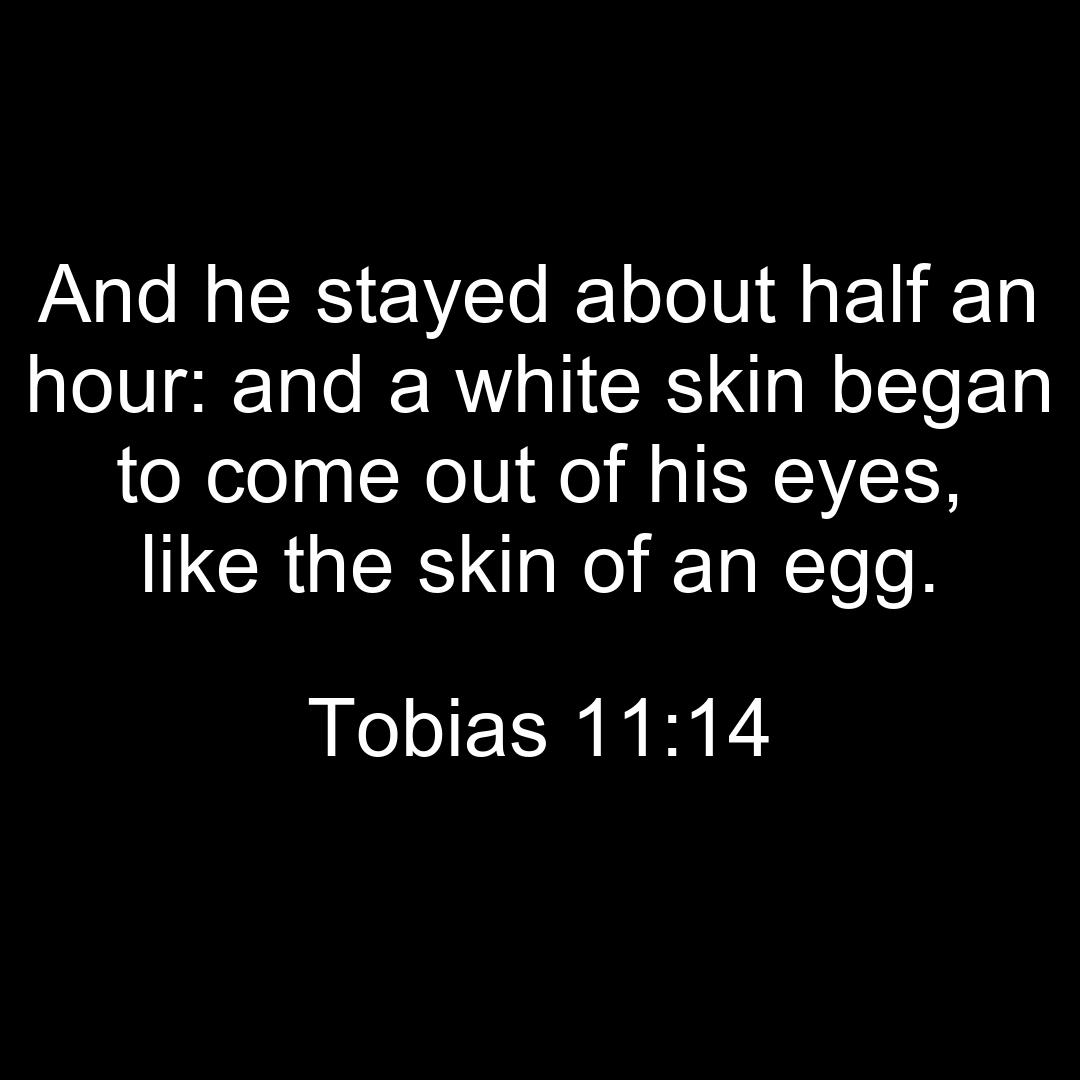 And he stayed about half an
hour: and a white skin began
to come out of his eyes,
like the skin of an egg.
Tobias 11:14